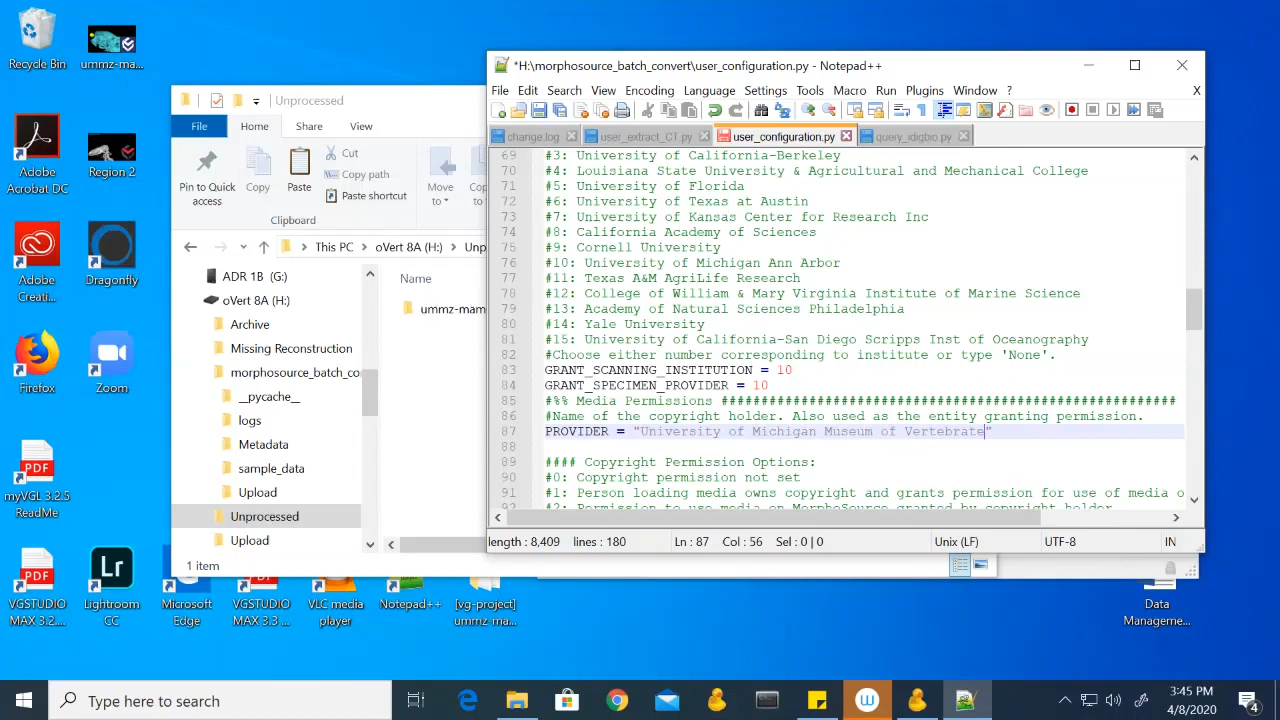 Recycle Bin
ummz-ma...
Adobe Acrobat DC
Region 2
Adobe Creati...
Dragonfly
Firefox
Zoom
myVGL 3.2.5 ReadMe
VGSTUDIO MAX 3.2....
Lightroom CC
Microsoft Edge
VGSTUDIO MAX 3.3 ...
VLC media player
Notepad++
[vg-project] ummz-ma...
Data Manageme...
Unprocessed
File Home Share View
Pin to Quick access
Copy
Paste
Cut
Copy path
Paste shortcut
Move to
Clipboard
This PC > oVert 8A (H:) > Unp
ADR 1B (G:)
oVert 8A (H:)
Archive
Missing Reconstruction
morphosource_batch_co
__pycache__
logs
Metadata
sample_data
Upload
Unprocessed
Upload
Name
ummz-mam
1 item
*H:\morphosource_batch_convert\user_configuration.py - Notepad++
File Edit Search View Encoding Language Settings Tools Macro Run Plugins Window ? X
change.log user_extract_CT.py user_configuration.py query_idigbio.py
69 #3: University of California-Berkeley
70 #4: Louisiana State University & Agricultural and Mechanical College
71 #5: University of Florida
72 #6: University of Texas at Austin
73 #7: University of Kansas Center for Research Inc
74 #8: California Academy of Sciences
75 #9: Cornell University
76 #10: University of Michigan Ann Arbor
77 #11: Texas A&M AgriLife Research
78 #12: College of William & Mary Virginia Institute of Marine Science
79 #13: Academy of Natural Sciences Philadelphia
80 #14: Yale University
81 #15: University of California-San Diego Scripps Inst of Oceanography
82 #Choose either number corresponding to institute or type 'None'.
83 GRANT_SCANNING_INSTITUTION = 10
84 GRANT_SPECIMEN_PROVIDER = 10
85 #%% Media Permissions #########################################################
86 #Name of the copyright holder. Also used as the entity granting permission.
87 PROVIDER = "University of Michigan Museum of Vertebrate"
88
89 #### Copyright Permission Options:
90 #0: Copyright permission not set
91 #1: Person loading media owns copyright and grants permission for use of media o
92 #2: Permission to use media on MorphoSource granted by copyright holder
length : 8,409 lines : 180 Ln : 87 Col : 56 Sel : 0 | 0 Unix (LF) UTF-8 IN
Type here to search
3:45 PM
4/8/2020
4